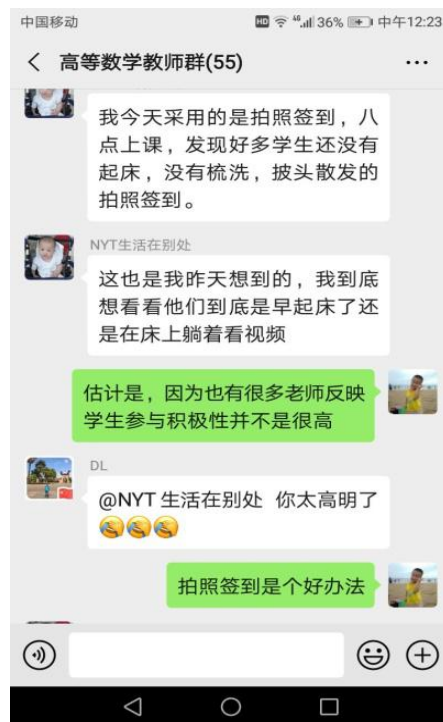 中国移动
HD 46 36% 中午12:23
高等数学教师群(55)
我今天采用的是拍照签到，八
点上课，发现好多学生还没有
起床，没有梳洗，披头散发的
拍照签到。
NYT生活在别处
这也是我昨天想到的，我到底
想看看他们到底是早起床了还
是在床上躺着看视频
估计是，因为也有很多老师反映
学生参与积极性并不是很高
DL
@NYT 生活在别处 你太高明了
拍照签到是个好办法